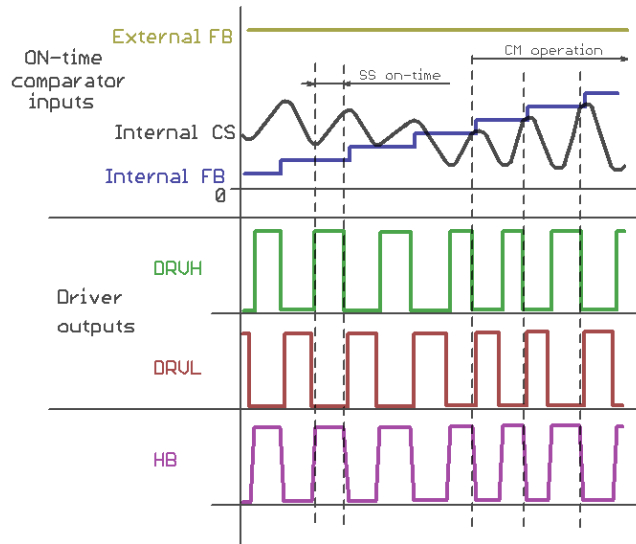 External FB
ON-time
comparator
inputs
CM operation
SS on-time
Internal CS
Internal FB
0
DRVH
Driver
outputs
DRVL
HB